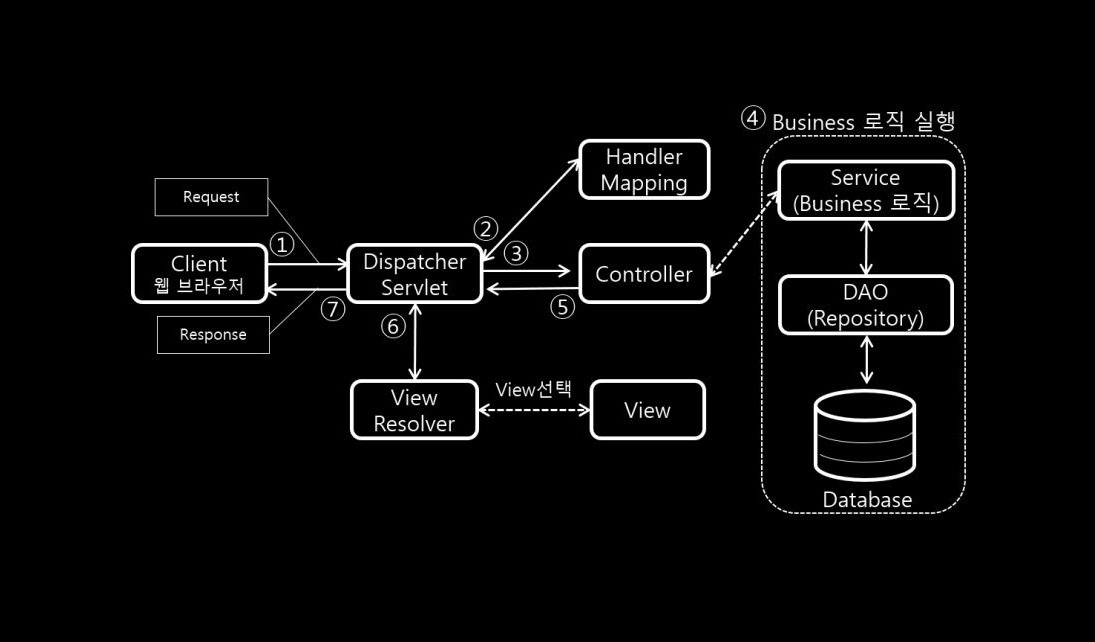 ④ Business 로직 실행
Handler
Mapping
Service
(Business 로직)
Request
②
①
③
Client
웹 브라우저
Dispatcher
Servlet
Controller
DAO
(Repository)
⑦
⑥
⑤
Response
View
Resolver
View선택
View
Database